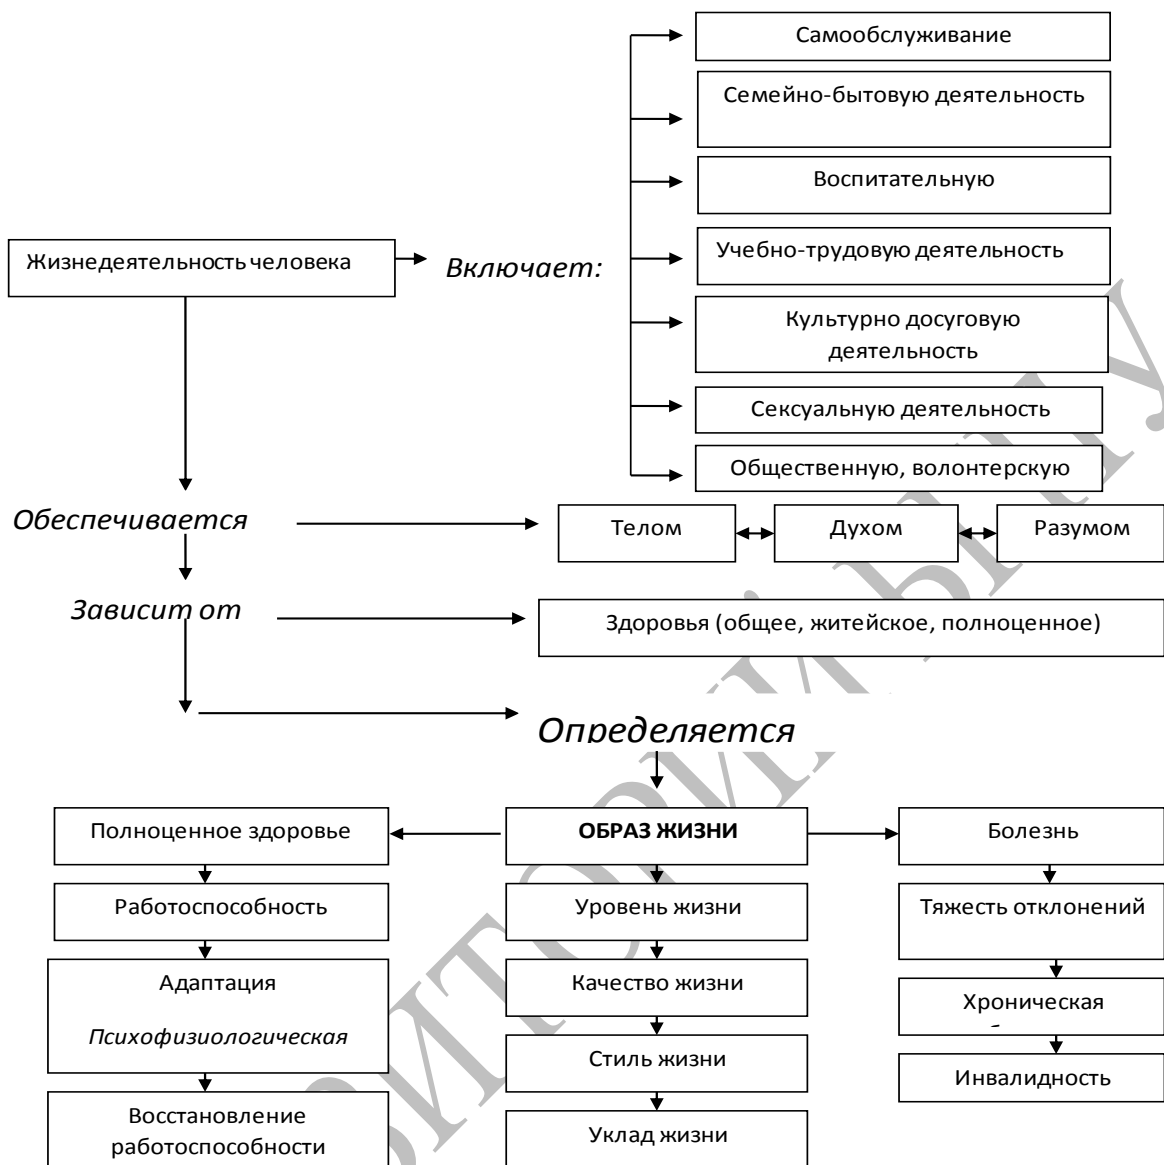 Самообслуживание
Семейно-бытовую деятельность
Воспитательную
Жизнедеятельность человека
Включает:
Учебно-трудовую деятельность
Культурно досуговую
деятельность
Сексуальную деятельность
Общественную, волонтерскую
Обеспечивается
Телом
Духом
Разумом
Зависит от
Здоровья (общее, житейское, полноценное)
Определяется
Полноценное здоровье
ОБРАЗ ЖИЗНИ
Болезнь
Работоспособность
Уровень жизни
Тяжесть отклонений
Адаптация
Психофизиологическая
Качество жизни
Хроническая
Стиль жизни
Инвалидность
Восстановление
работоспособности
Уклад жизни